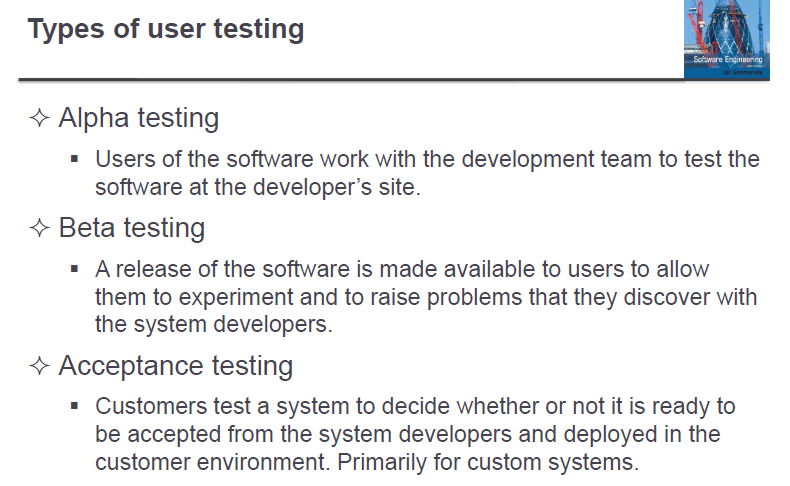 Types of user testing
Software Engineering
Ian Sommerville
✧ Alpha testing
▪ Users of the software work with the development team to test the
software at the developer’s site.
✧ Beta testing
▪ A release of the software is made available to users to allow
them to experiment and to raise problems that they discover with
the system developers.
✧ Acceptance testing
▪ Customers test a system to decide whether or not it is ready to
be accepted from the system developers and deployed in the
customer environment. Primarily for custom systems.